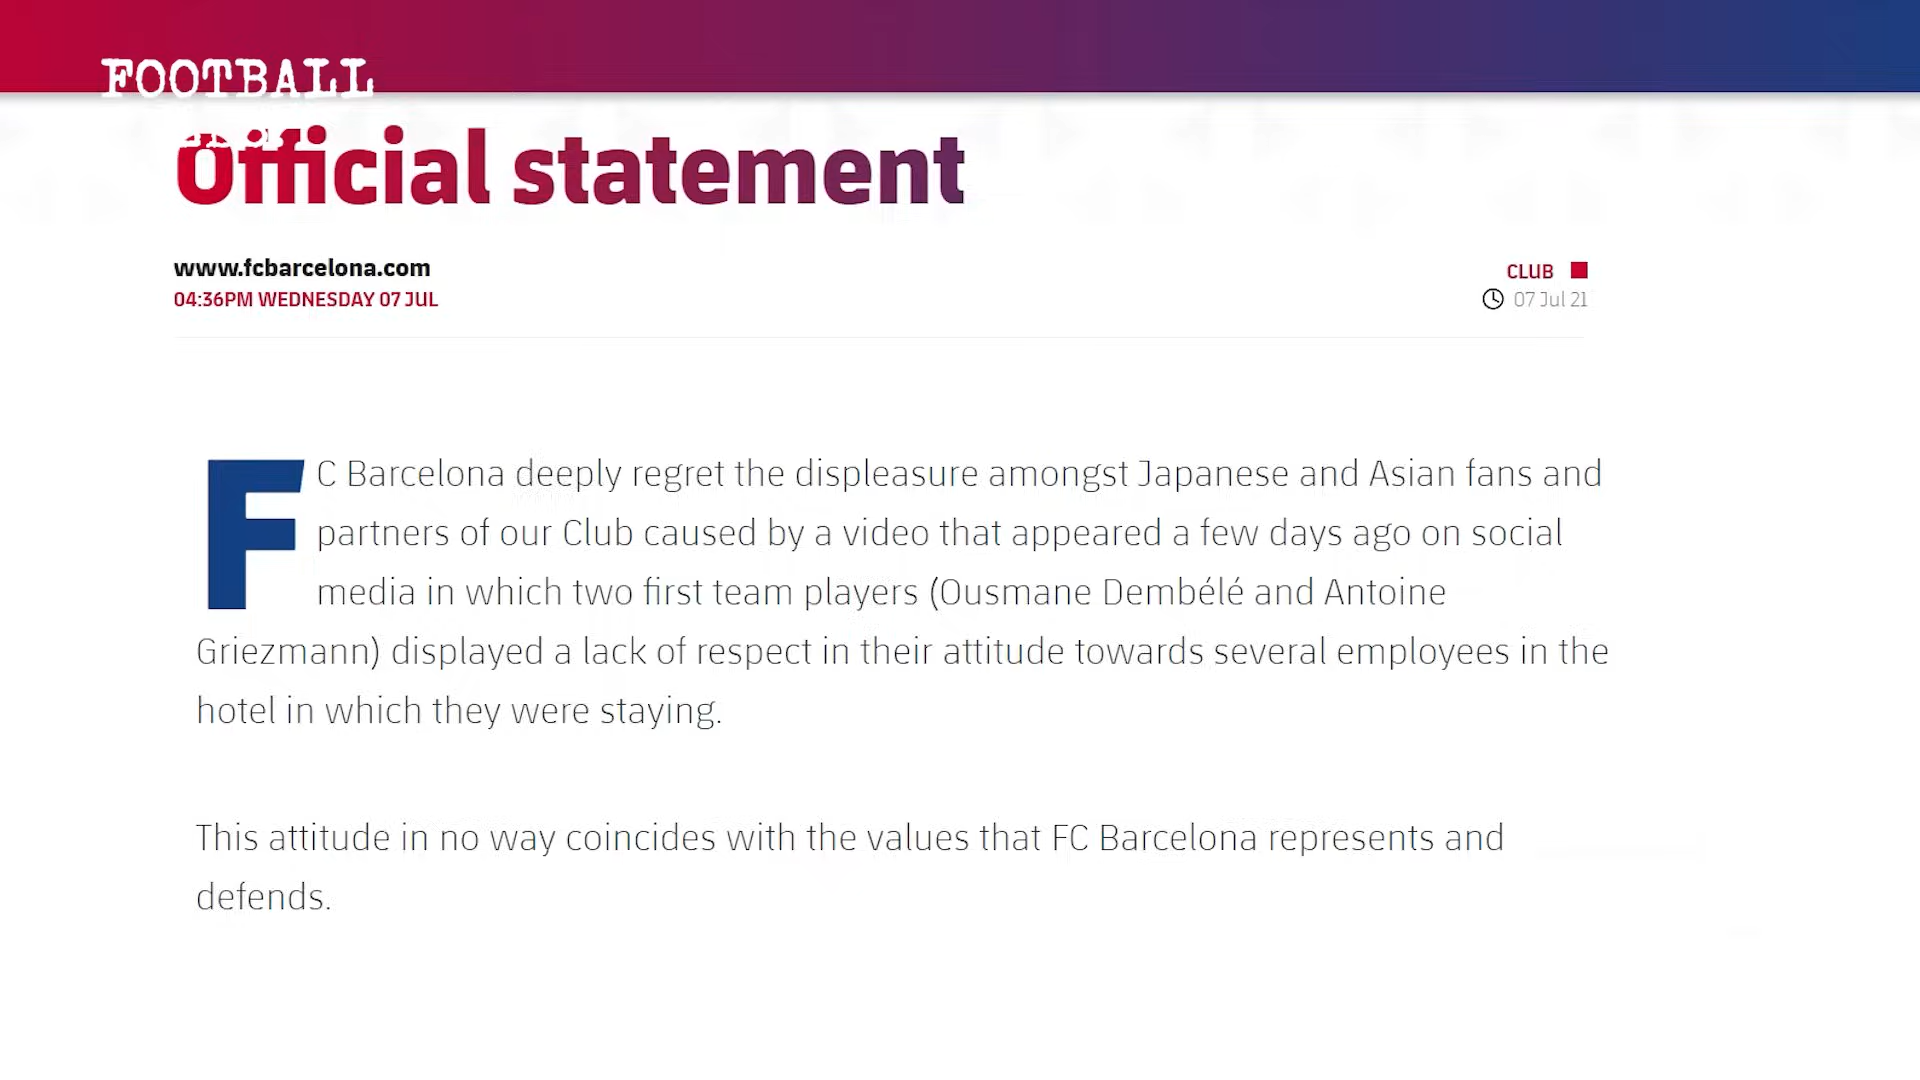 FOOTBALL
Official statement
www.fcbarcelona.com
04:36PM WEDNESDAY 07 JUL
CLUB
07 Jul 21
FC Barcelona deeply regret the displeasure amongst Japanese and Asian fans and
partners of our Club caused by a video that appeared a few days ago on social
media in which two first team players (Ousmane Dembélé and Antoine
Griezmann) displayed a lack of respect in their attitude towards several employees in the
hotel in which they were staying.
This attitude in no way coincides with the values that FC Barcelona represents and
defends.